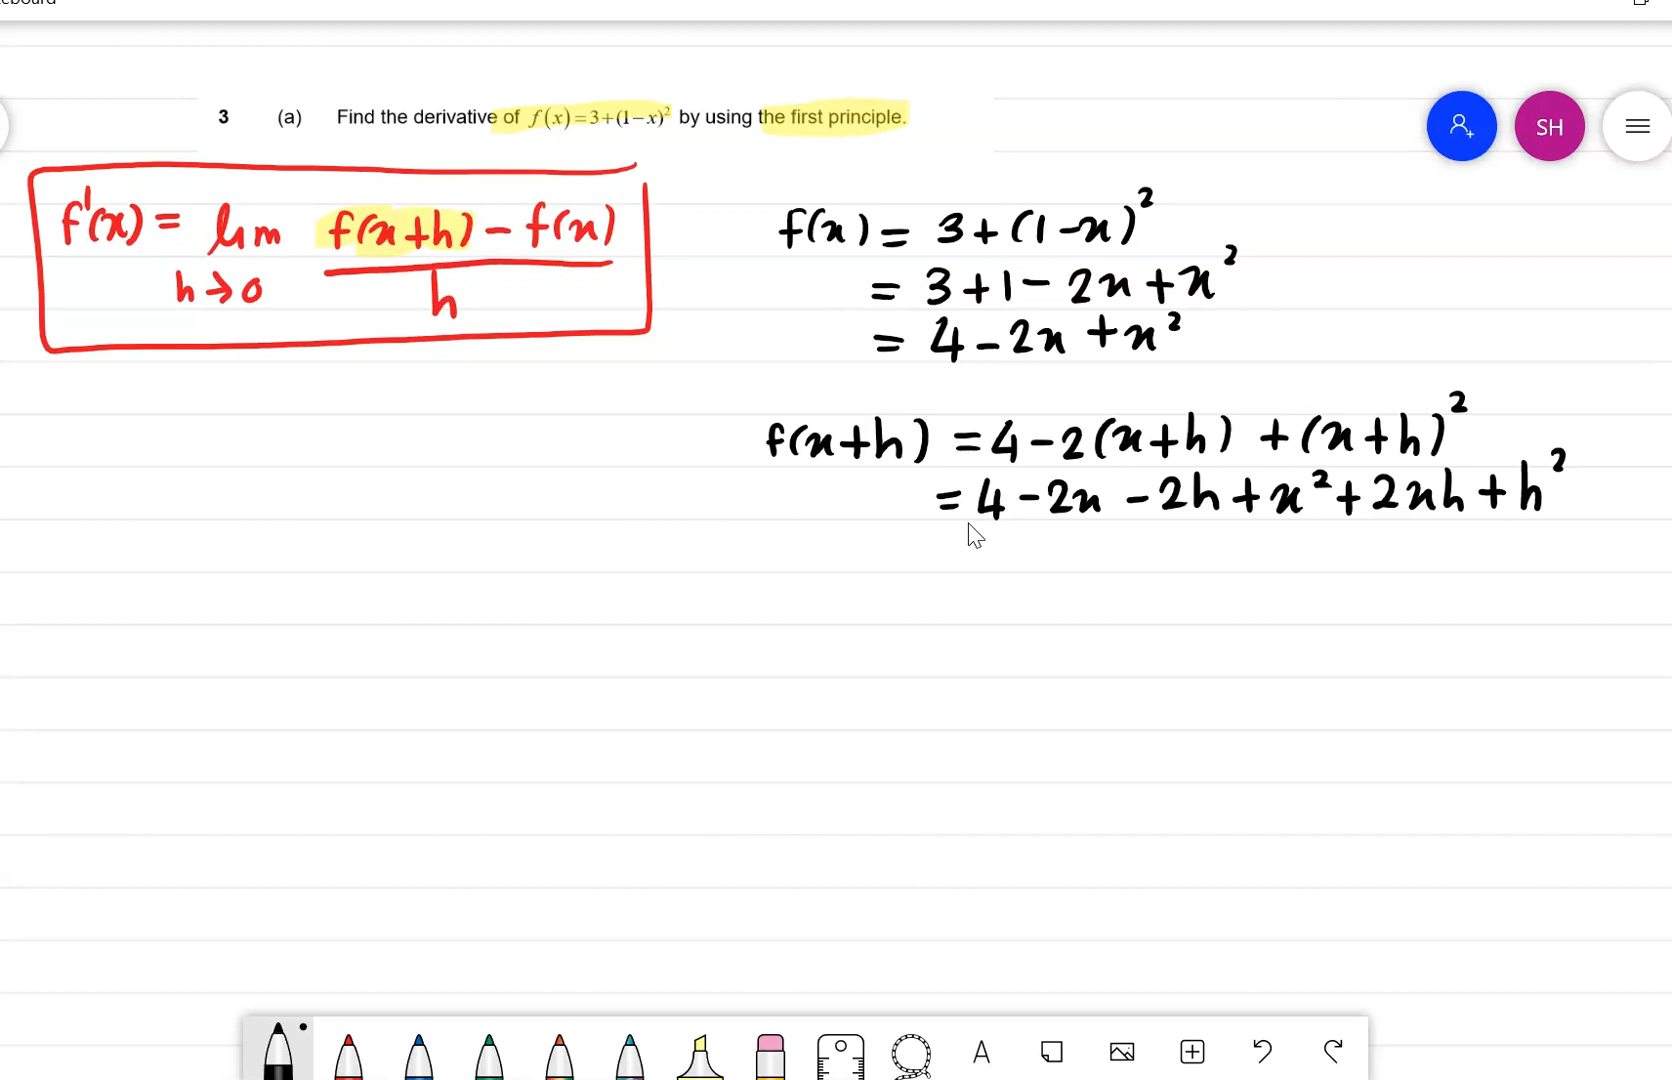 3 (a) Find the derivative of f(x)=3+(1−x)² by using the first principle.
SH
f'(x) = lim h→0 f(x+h) − f(x) / h
f(x) = 3+(1−x)²
= 3+1−2x+x²
= 4−2x+x²
f(x+h) = 4−2(x+h)+(x+h)²
= 4−2x−2h+x²+2xh+h²
A